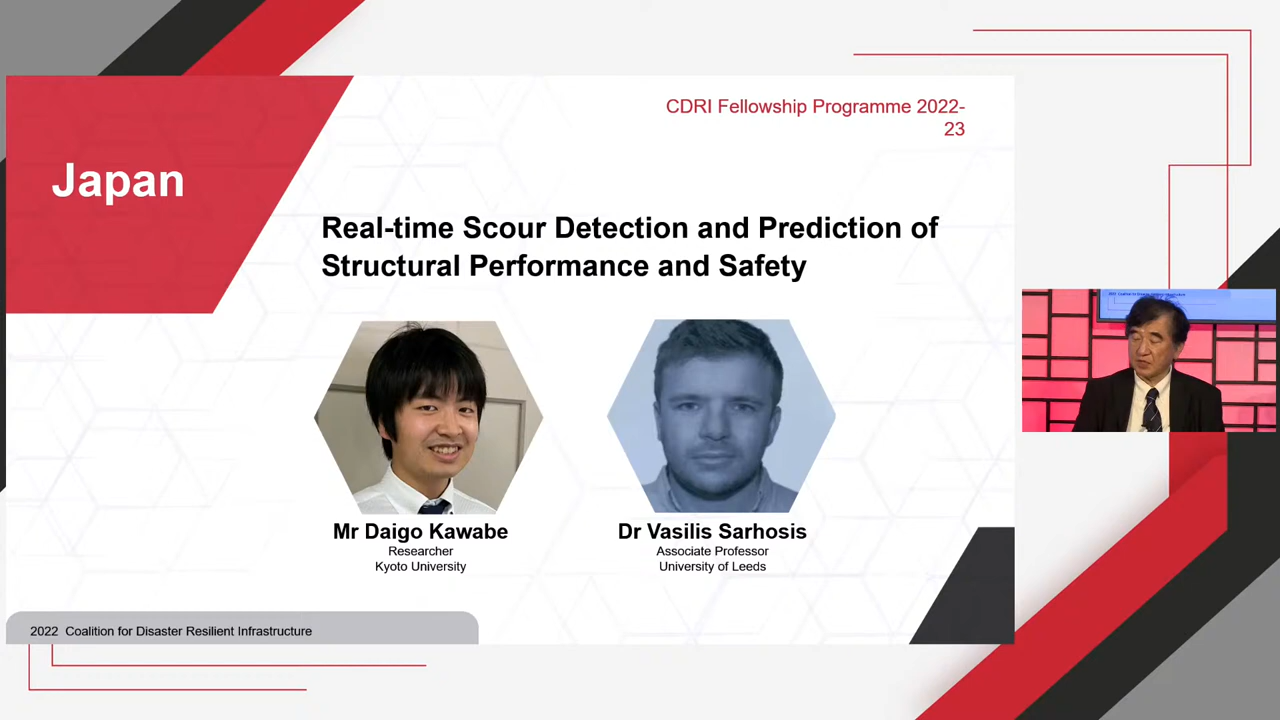 CDRI Fellowship Programme 2022-
23
Japan
Real-time Scour Detection and Prediction of
Structural Performance and Safety
Mr Daigo Kawabe
Researcher
Kyoto University
Dr Vasilis Sarhosis
Associate Professor
University of Leeds
2022 Coalition for Disaster Resilient Infrastructure